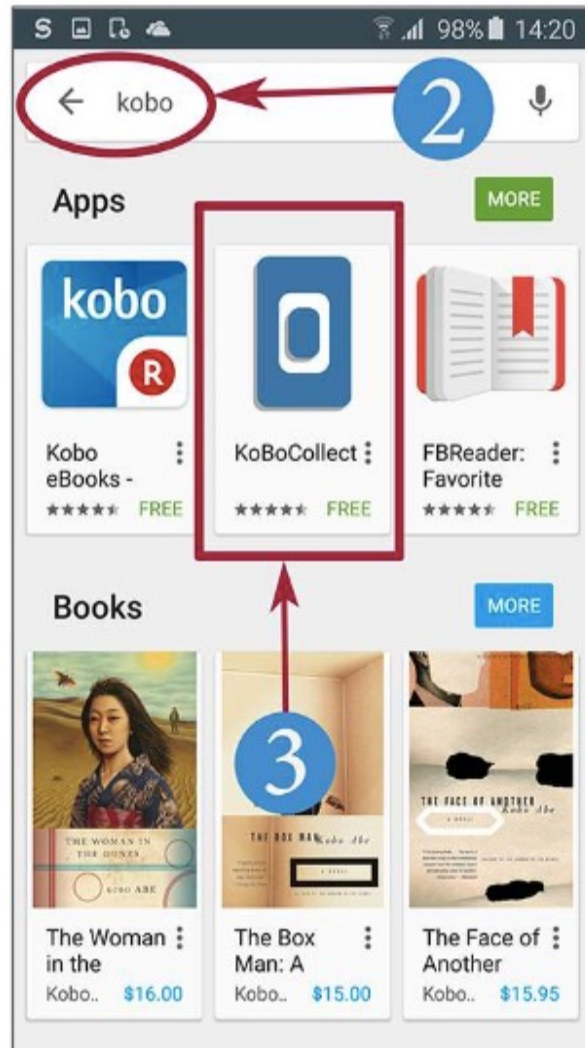 S 98% 14:20
kobo
2
Apps MORE
kobo
R
Kobo
eBooks -
FREE
KoBoCollect
FREE
FBReader:
Favorite
FREE
Books MORE
3
THE WOMAN IN
THE DUNES
KOBO ABE
THE BOX MAN
Kobo Abe
A NOVEL
THE FACE OF ANOTHER
Kobo Abe
A NOVEL
The Woman
in the
Kobo.. $16.00
The Box
Man: A
Kobo.. $15.00
The Face of
Another
Kobo.. $15.95